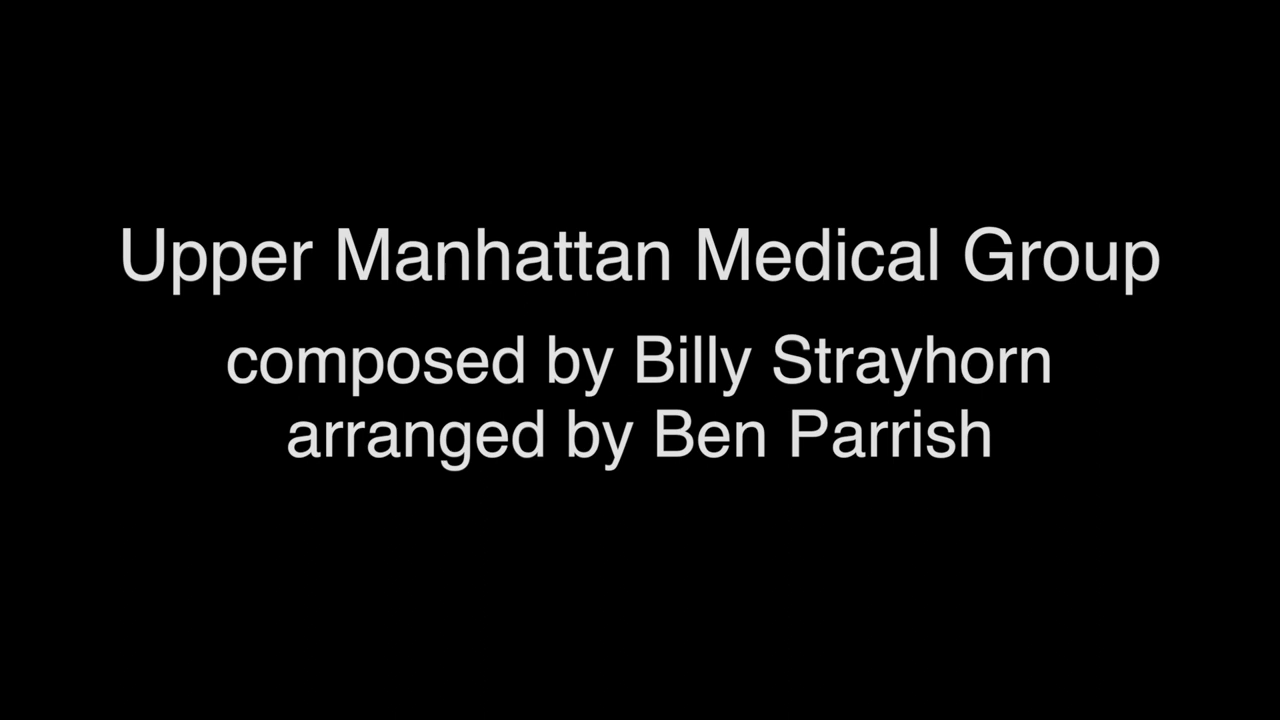 Upper Manhattan Medical Group
composed by Billy Strayhorn
arranged by Ben Parrish